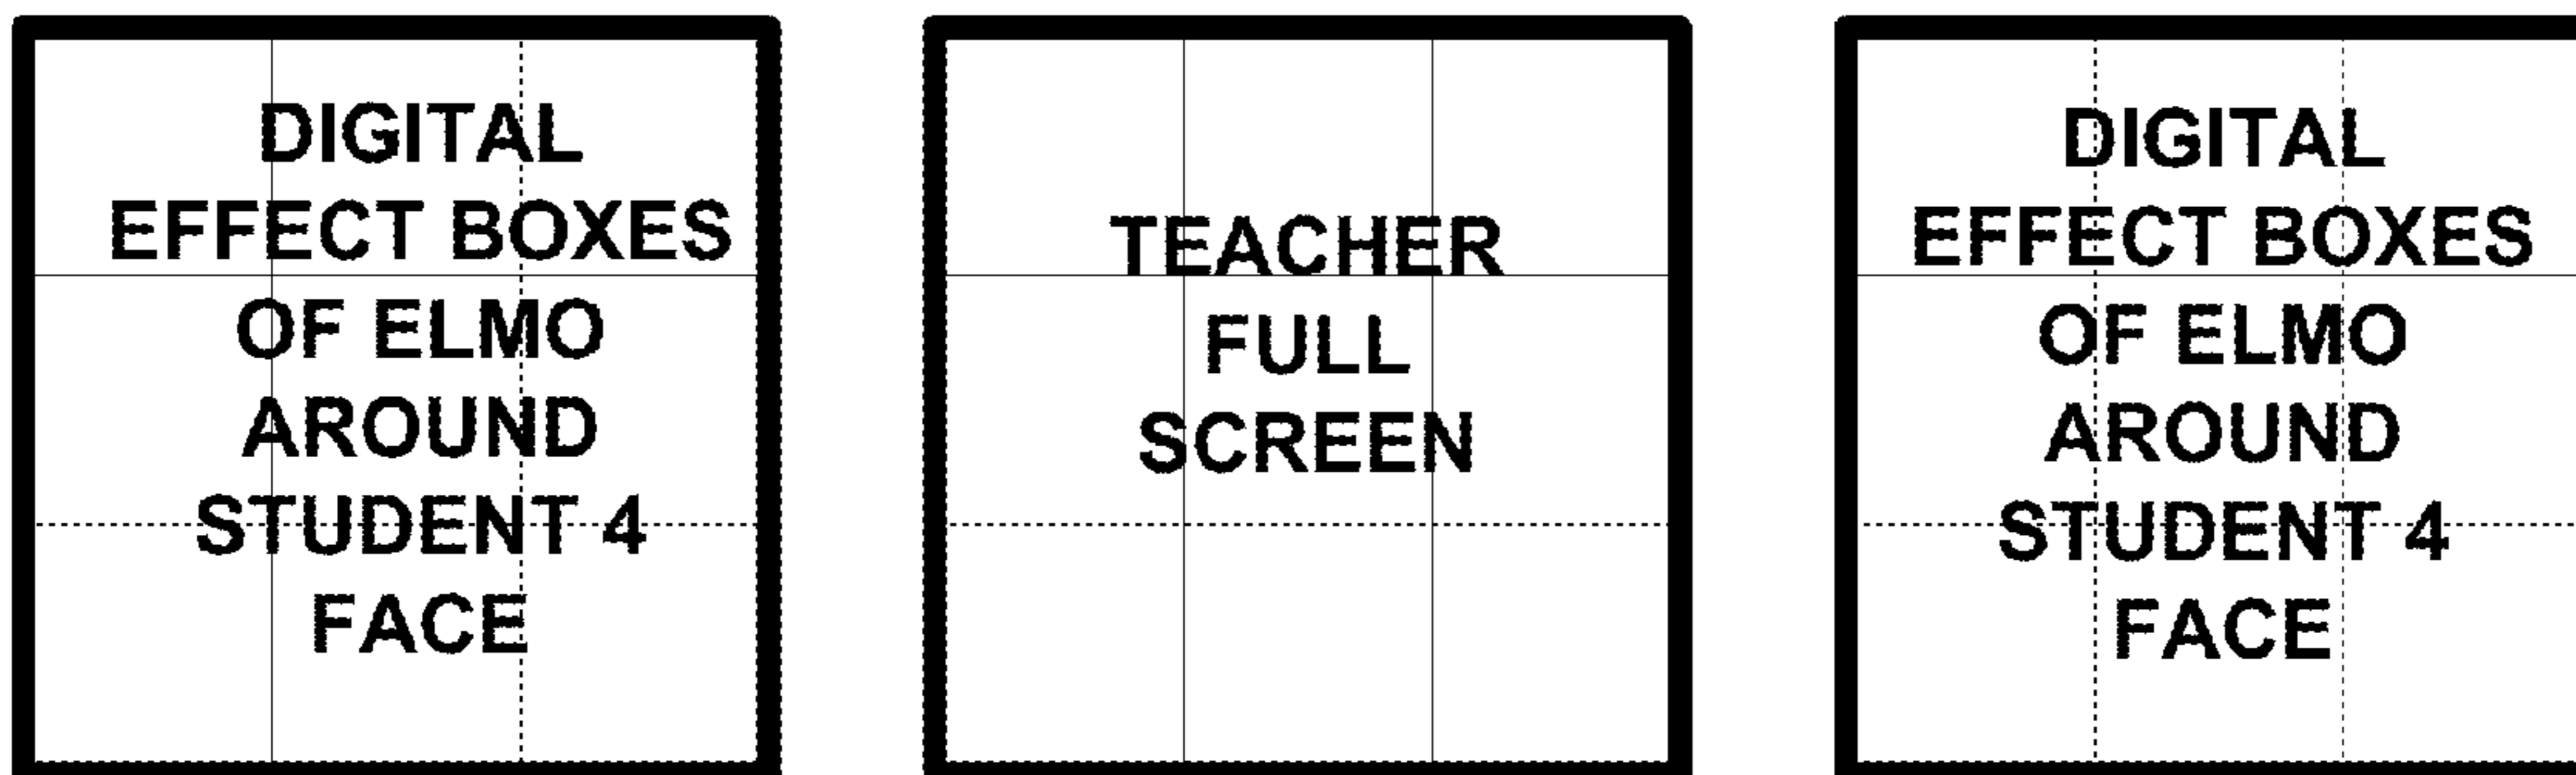 DIGITAL
EFFECT BOXES
OF ELMO
AROUND
STUDENT 4
FACE
TEACHER
FULL
SCREEN
DIGITAL
EFFECT BOXES
OF ELMO
AROUND
STUDENT 4
FACE